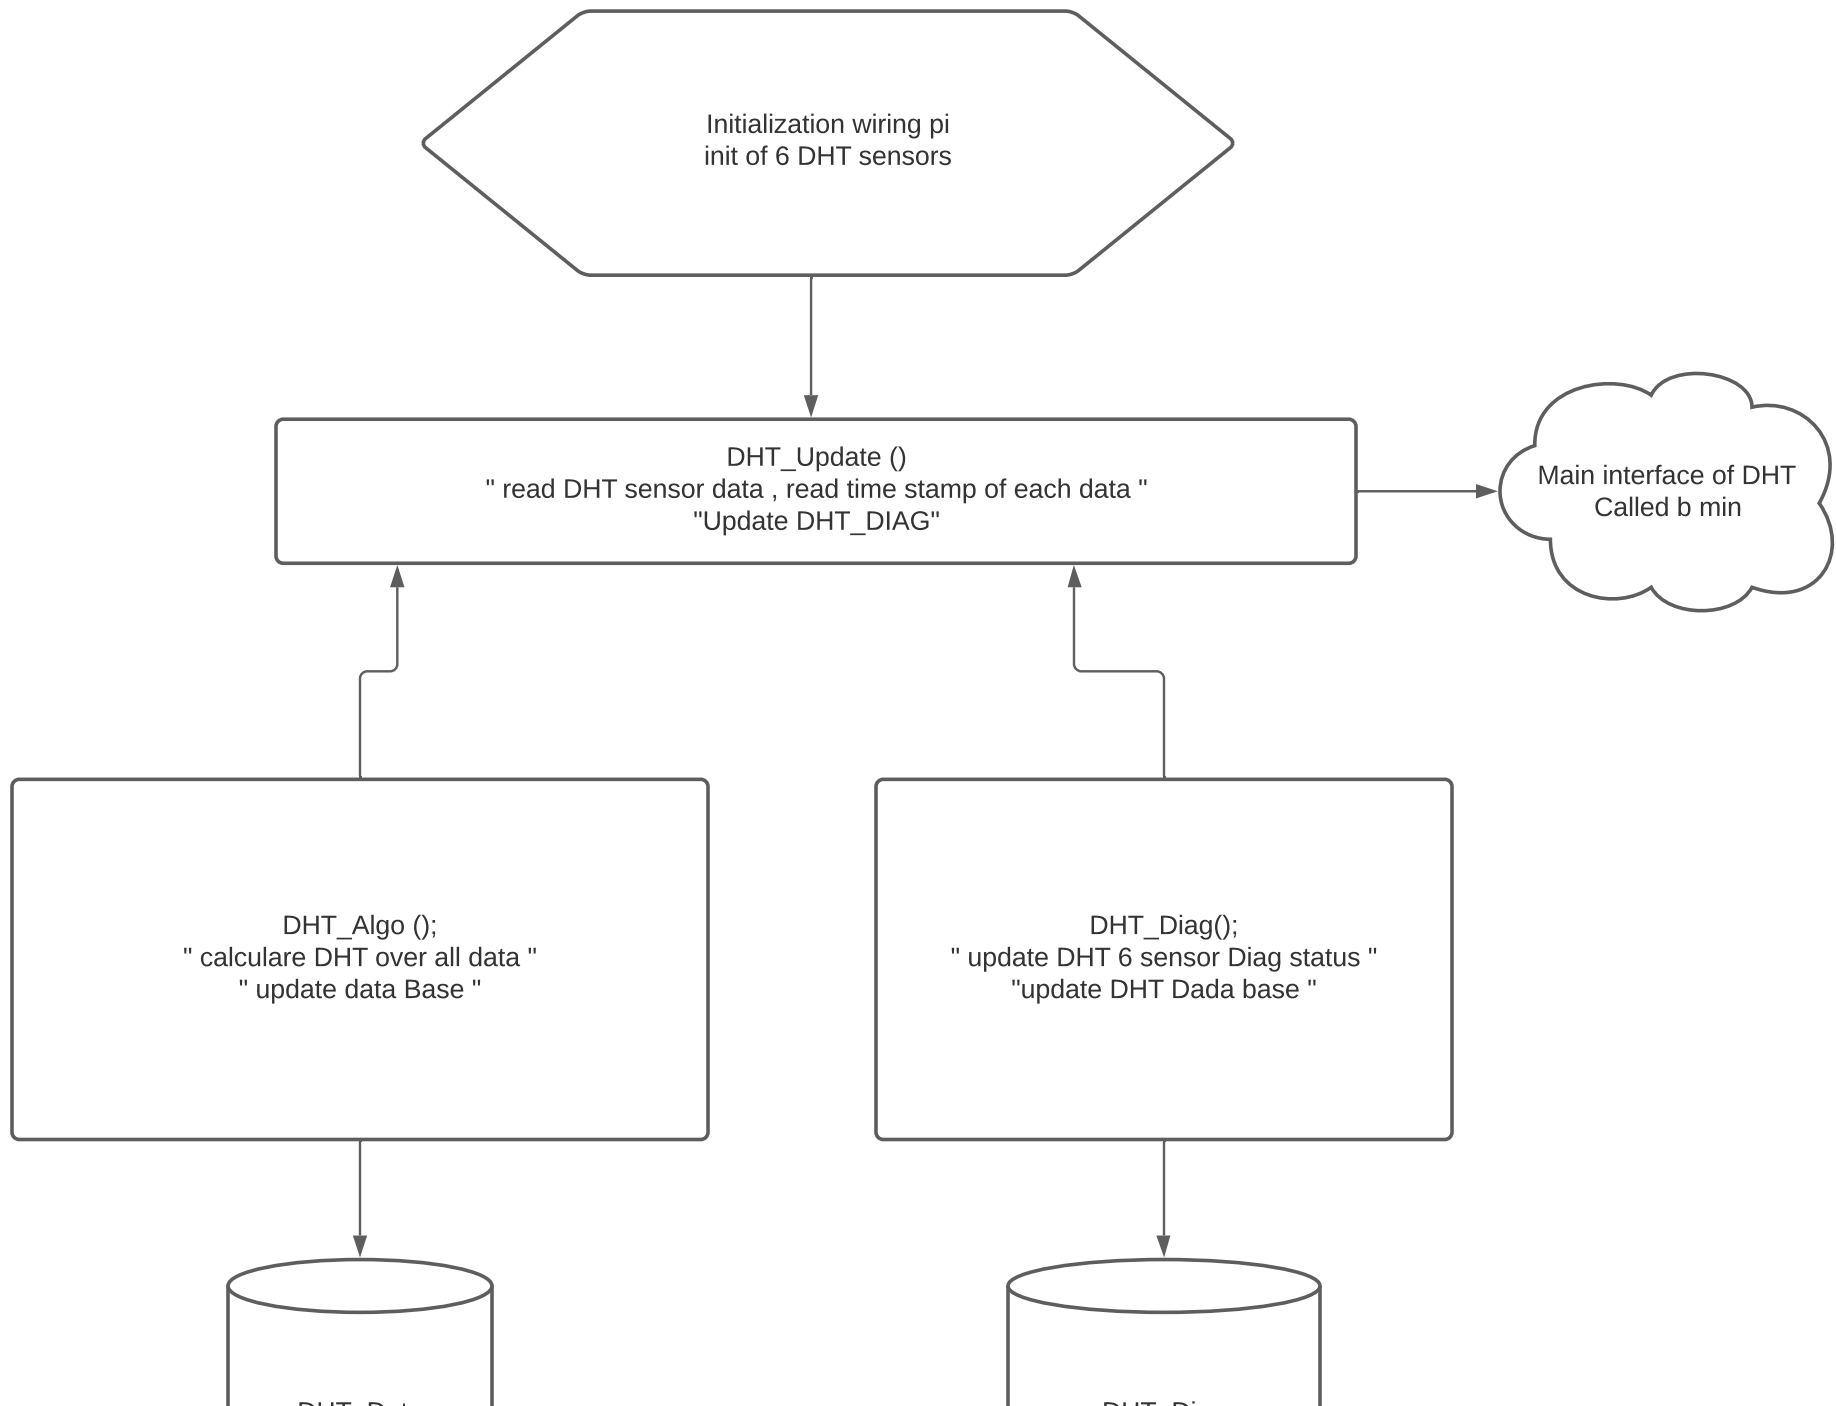 Initialization wiring pi
init of 6 DHT sensors
DHT_Update ()
" read DHT sensor data , read time stamp of each data "
"Update DHT_DIAG"
Main interface of DHT
Called b min
DHT_Algo ();
" calculare DHT over all data "
" update data Base "
DHT_Diag();
" update DHT 6 sensor Diag status "
"update DHT Dada base "